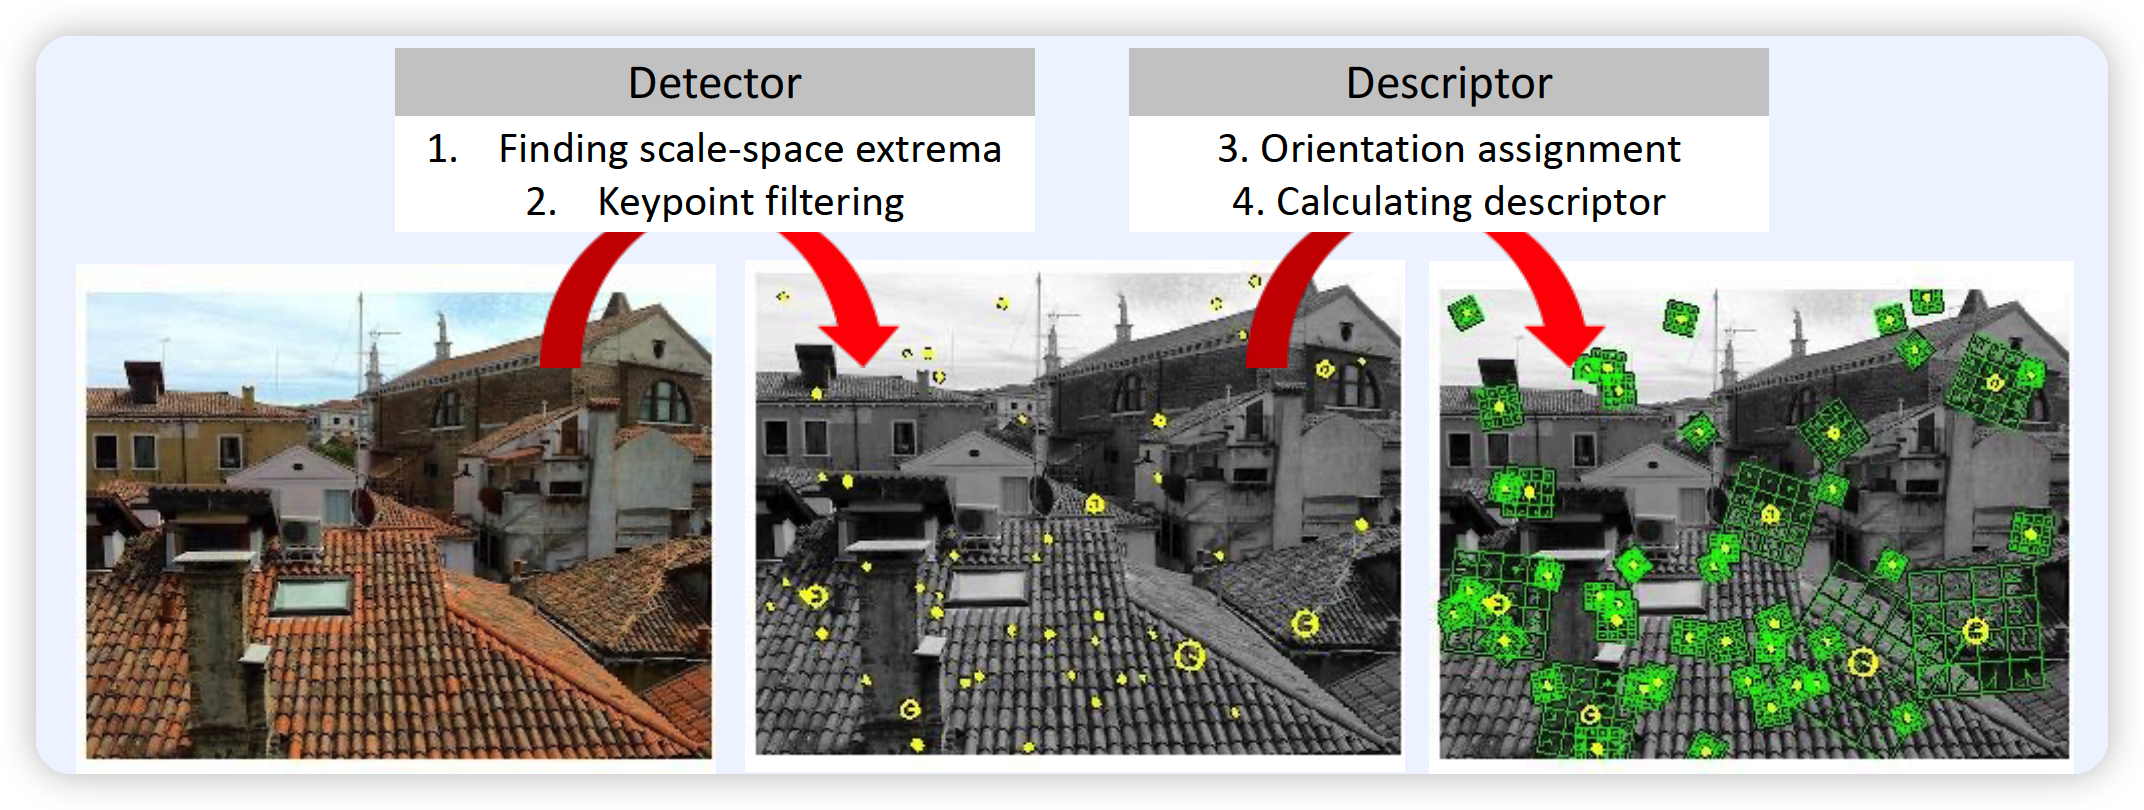 Detector
1. Finding scale-space extrema
2. Keypoint filtering
Descriptor
3. Orientation assignment
4. Calculating descriptor